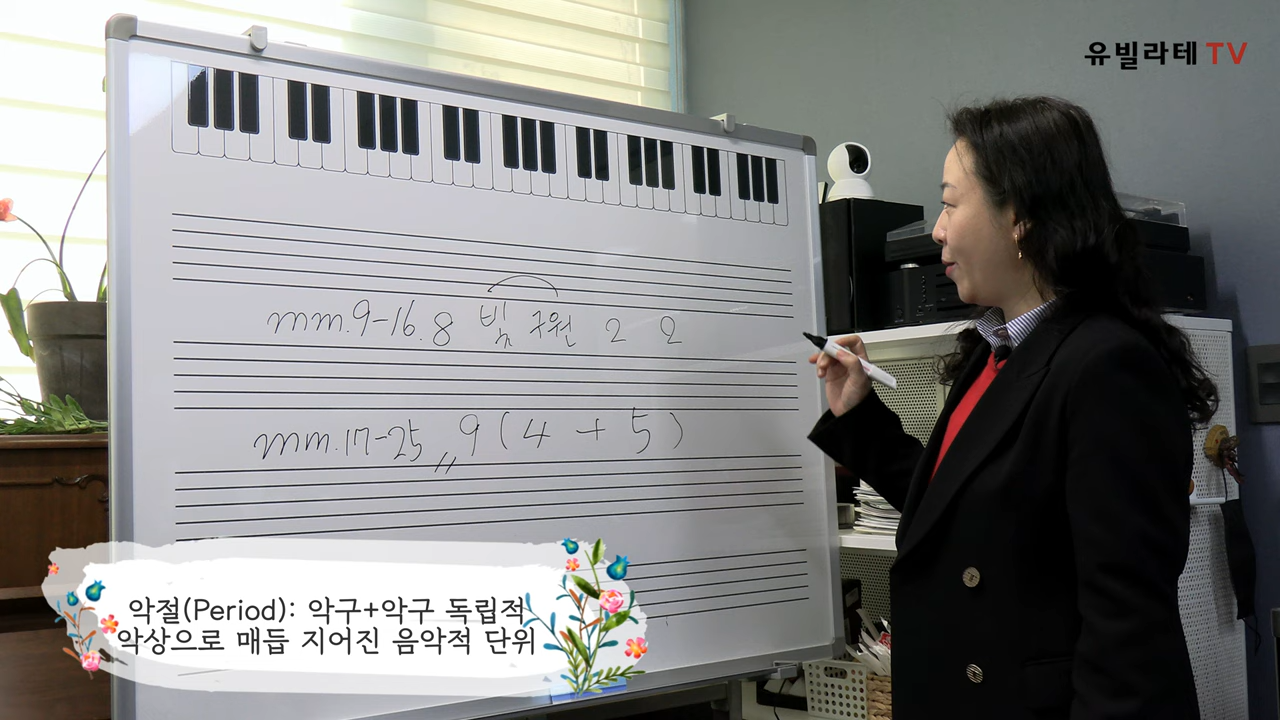 유빌라테 TV
mm.9-16. 8 빛 구원 2 2
mm.17-25 〃 9 (4 + 5)
악절(Period): 악구+악구 독립적
악상으로 매듭 지어진 음악적 단위